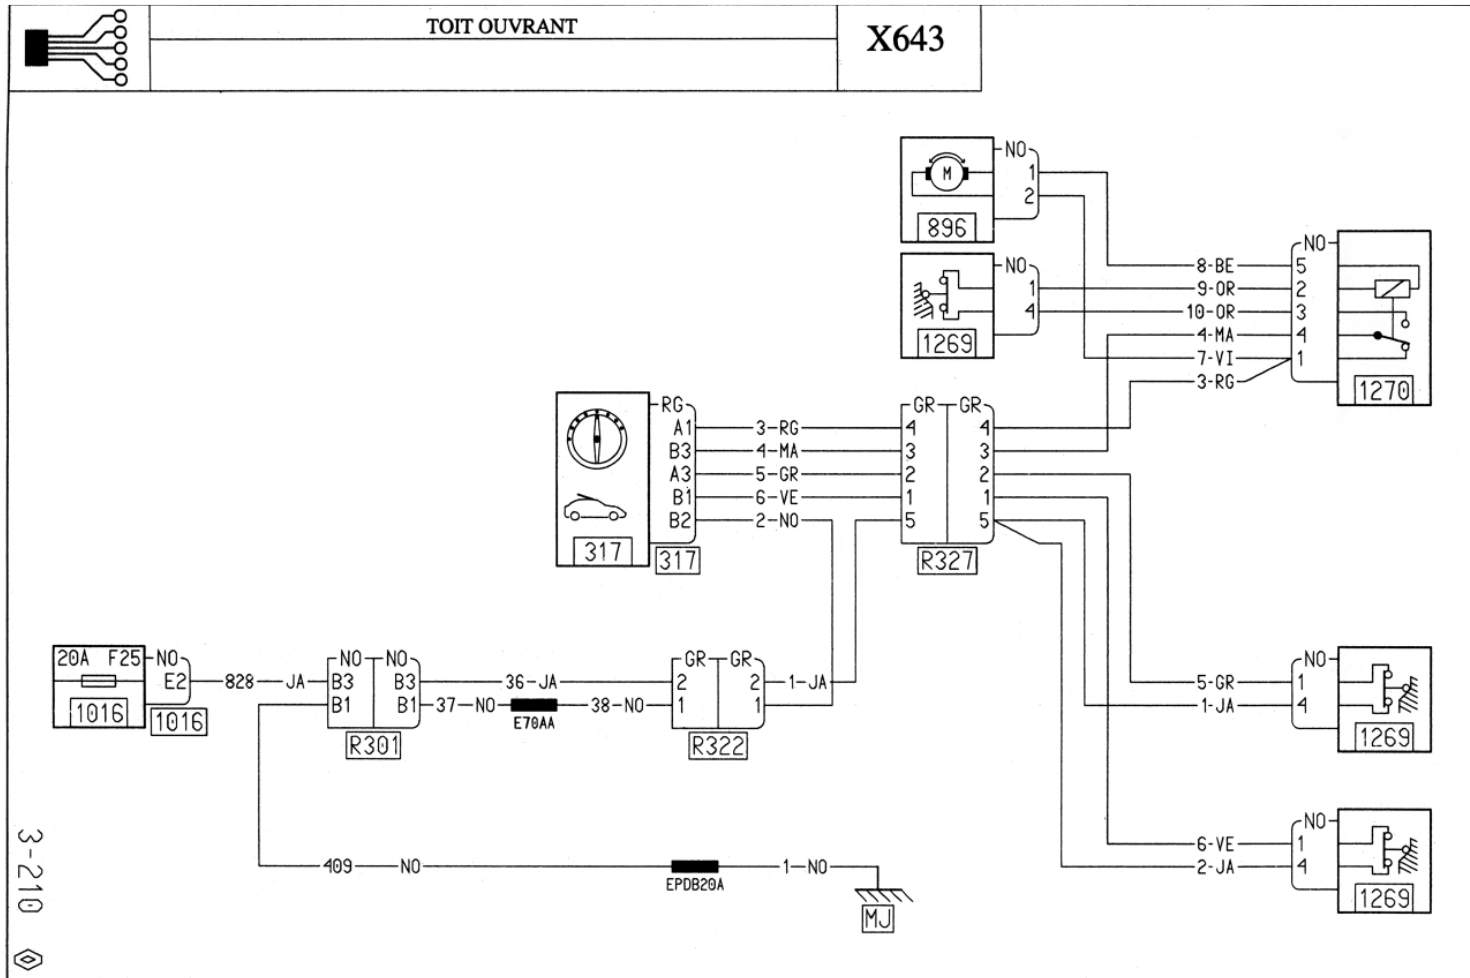 TOIT OUVRANT
X643
NO
M
1
2
896
NO
1
4
1269
8-BE
9-OR
10-OR
4-MA
7-VI
3-RG
NO
5
2
3
4
1
1270
RG
A1
B3
A3
B1
B2
317
317
3-RG
4-MA
5-GR
6-VE
2-NO
GR GR
4 4
3 3
2 2
1 1
5 5
R327
20A F25
1016
NO
E2
1016
828 JA
NO NO
B3 B3
B1 B1
R301
36-JA
37-NO
E70AA
38-NO
GR GR
2 2
1 1
R322
1-JA
5-GR
1-JA
NO
1
4
1269
6-VE
2-JA
NO
1
4
1269
409 NO
EPDB20A
1-NO
MJ
3-210